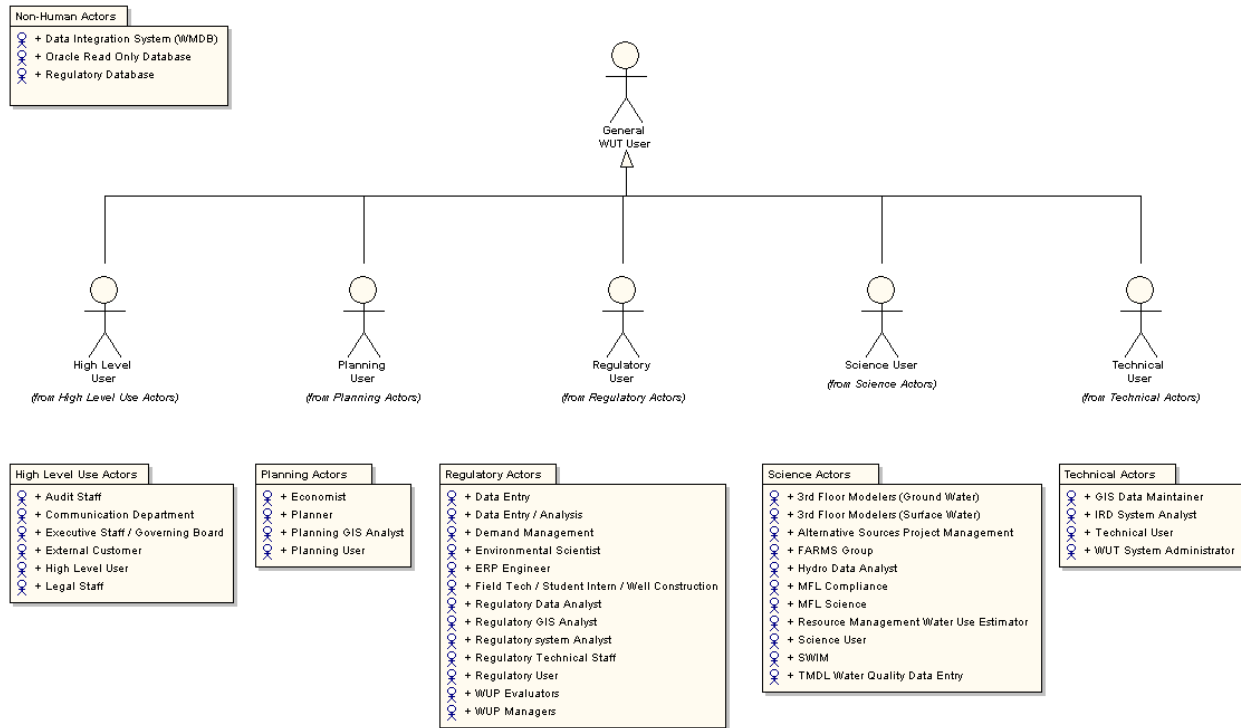 Non-Human Actors
+ Data Integration System (WMDB)
+ Oracle Read Only Database
+ Regulatory Database
General
WUT User
High Level
User
(from High Level Use Actors)
Planning
User
(from Planning Actors)
Regulatory
User
(from Regulatory Actors)
Science User
(from Science Actors)
Technical
User
(from Technical Actors)
High Level Use Actors
+ Audit Staff
+ Communication Department
+ Executive Staff / Governing Board
+ External Customer
+ High Level User
+ Legal Staff
Planning Actors
+ Economist
+ Planner
+ Planning GIS Analyst
+ Planning User
Regulatory Actors
+ Data Entry
+ Data Entry / Analysis
+ Demand Management
+ Environmental Scientist
+ ERP Engineer
+ Field Tech / Student Intern / Well Construction
+ Regulatory Data Analyst
+ Regulatory GIS Analyst
+ Regulatory system Analyst
+ Regulatory Technical Staff
+ Regulatory User
+ WUP Evaluators
+ WUP Managers
Science Actors
+ 3rd Floor Modelers (Ground Water)
+ 3rd Floor Modelers (Surface Water)
+ Alternative Sources Project Management
+ FARMS Group
+ Hydro Data Analyst
+ MFL Compliance
+ MFL Science
+ Resource Management Water Use Estimator
+ Science User
+ SWIM
+ TMDL Water Quality Data Entry
Technical Actors
+ GIS Data Maintainer
+ IRD System Analyst
+ Technical User
+ WUT System Administrator